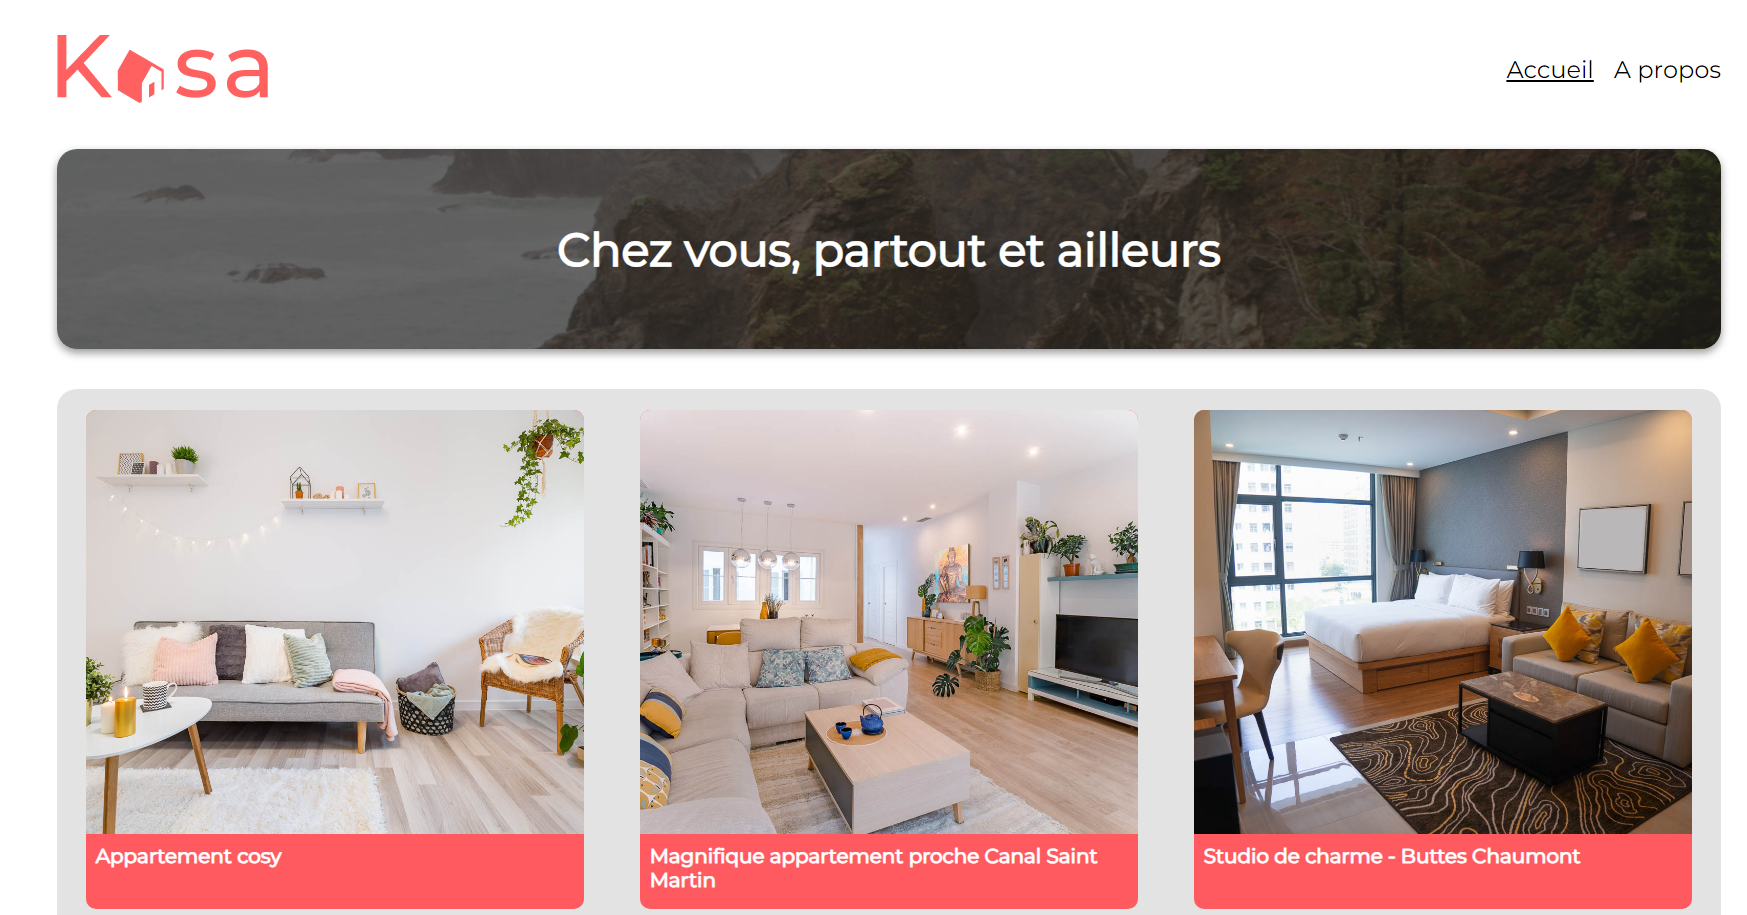 Kasa
Accueil A propos
Chez vous, partout et ailleurs
Appartement cosy
Magnifique appartement proche Canal Saint
Martin
Studio de charme - Buttes Chaumont